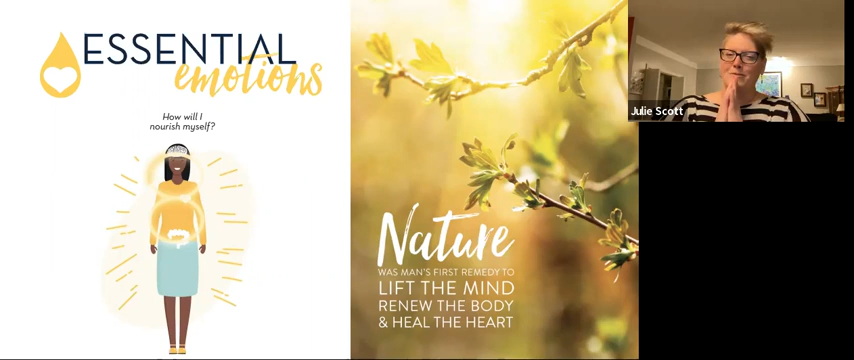 ESSENTIAL
emotions
How will I
nourish myself?
Nature
WAS MAN'S FIRST REMEDY TO
LIFT THE MIND
RENEW THE BODY
& HEAL THE HEART
Julie Scott